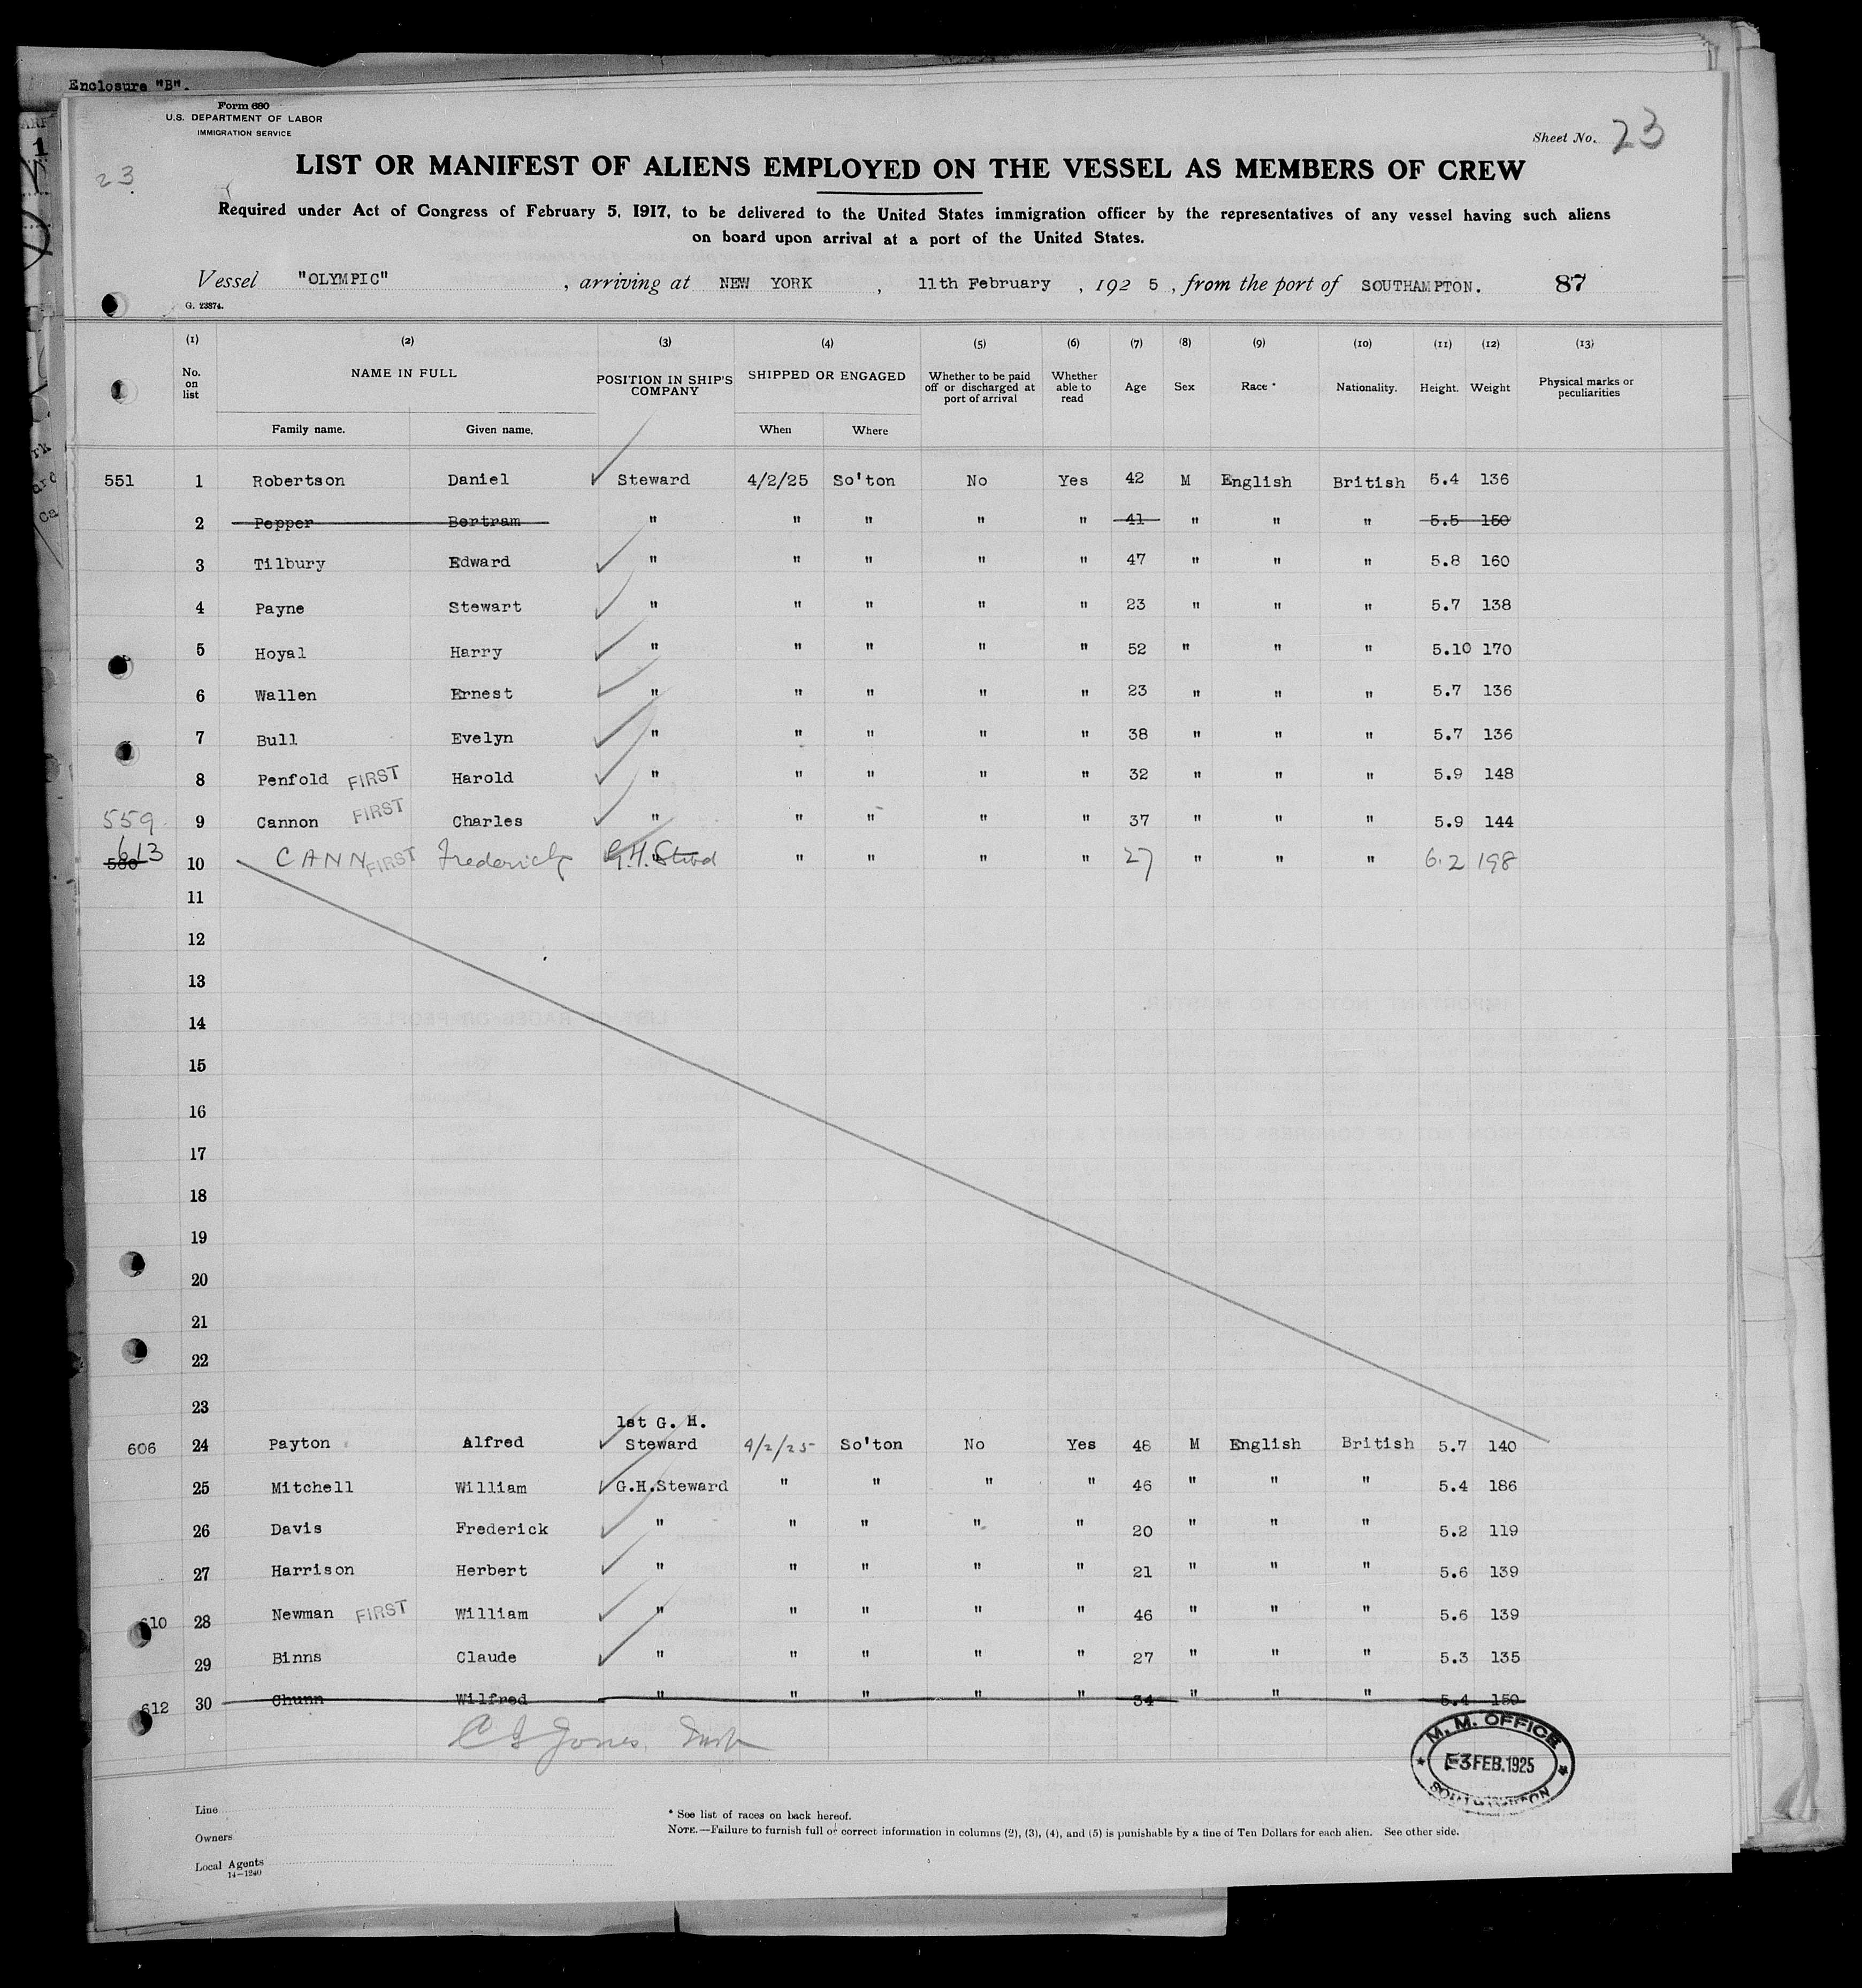 Enclosure "B".
Form 680
U.S. DEPARTMENT OF LABOR
IMMIGRATION SERVICE
Sheet No. 23
23
LIST OR MANIFEST OF ALIENS EMPLOYED ON THE VESSEL AS MEMBERS OF CREW
Required under Act of Congress of February 5, 1917, to be delivered to the United States immigration officer by the representatives of any vessel having such aliens
on board upon arrival at a port of the United States.
Vessel "OLYMPIC", arriving at NEW YORK, 11th February, 1925, from the port of SOUTHAMPTON. 87
G. 23874.
(1) (2) (3) (4) (5) (6) (7) (8) (9) (10) (11) (12) (13)
No. on list NAME IN FULL POSITION IN SHIP'S COMPANY SHIPPED OR ENGAGED Whether to be paid off or discharged at port of arrival Whether able to read Age Sex Race * Nationality. Height. Weight Physical marks or peculiarities
Family name. Given name. When Where
551 1 Robertson Daniel Steward 4/2/25 So'ton No Yes 42 M English British 5.4 136
2 Pepper Bertram " " " " " 41 " " " 5.5 150
3 Tilbury Edward " " " " " 47 " " " 5.8 160
4 Payne Stewart " " " " " 23 " " " 5.7 138
5 Hoyal Harry " " " " " 52 " " " 5.10 170
6 Wallen Ernest " " " " " 23 " " " 5.7 136
7 Bull Evelyn " " " " " 38 " " " 5.7 136
8 Penfold FIRST Harold " " " " " 32 " " " 5.9 148
559 9 Cannon FIRST Charles " " " " " 37 " " " 5.9 144
613 580 10 CANN FIRST Frederick G.H. Stwd " " " " 27 " " " 6.2 198
11
12
13
14
15
16
17
18
19
20
21
22
23
606 24 Payton Alfred 1st G. H. Steward 4/2/25 So'ton No Yes 48 M English British 5.7 140
25 Mitchell William G.H.Steward " " " " 46 " " " 5.4 186
26 Davis Frederick " " " " " 20 " " " 5.2 119
27 Harrison Herbert " " " " " 21 " " " 5.6 139
610 28 Newman FIRST William " " " " " 46 " " " 5.6 139
29 Binns Claude " " " " " 27 " " " 5.3 135
612 30 Chunn Wilfred " " " " " 34 " " " 5.4 150
Jones
M. M. OFFICE
3 FEB. 1925
SOUTHAMPTON
Line
Owners
Local Agents
14-1240
* See list of races on back hereof.
NOTE.—Failure to furnish full or correct information in columns (2), (3), (4), and (5) is punishable by a fine of Ten Dollars for each alien. See other side.